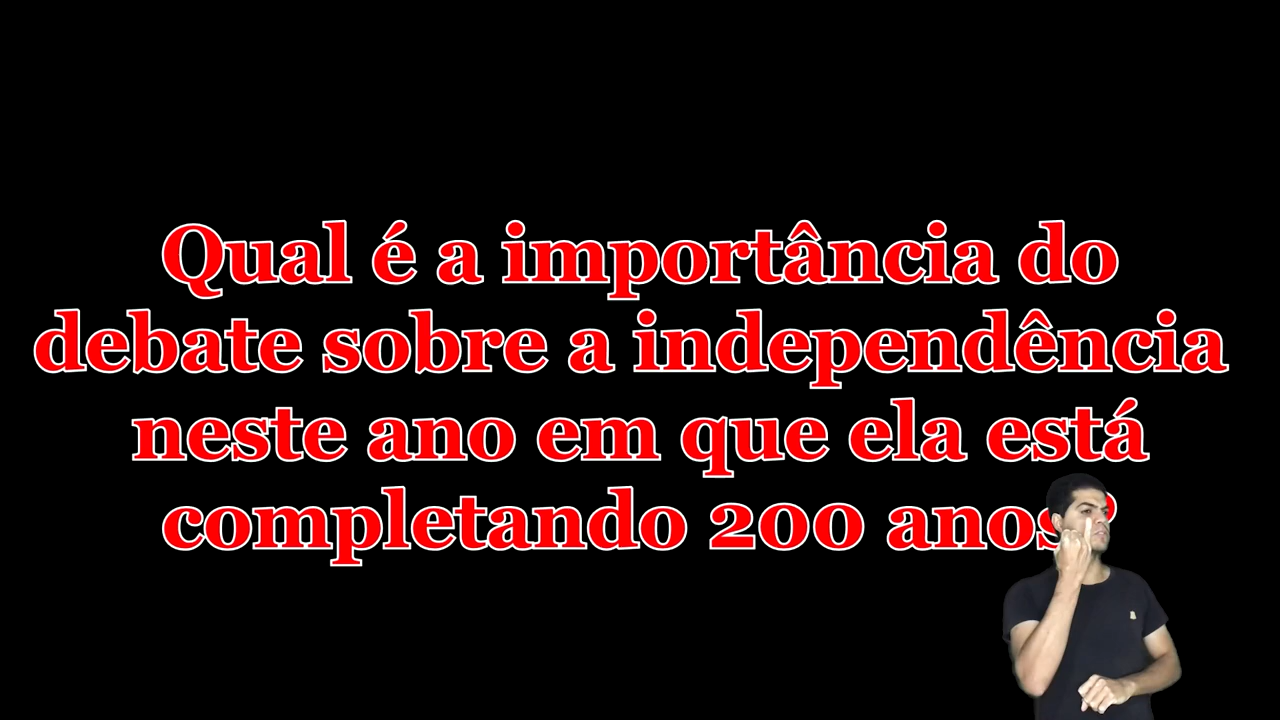 Qual é a importância do
debate sobre a independência
neste ano em que ela está
completando 200 anos?